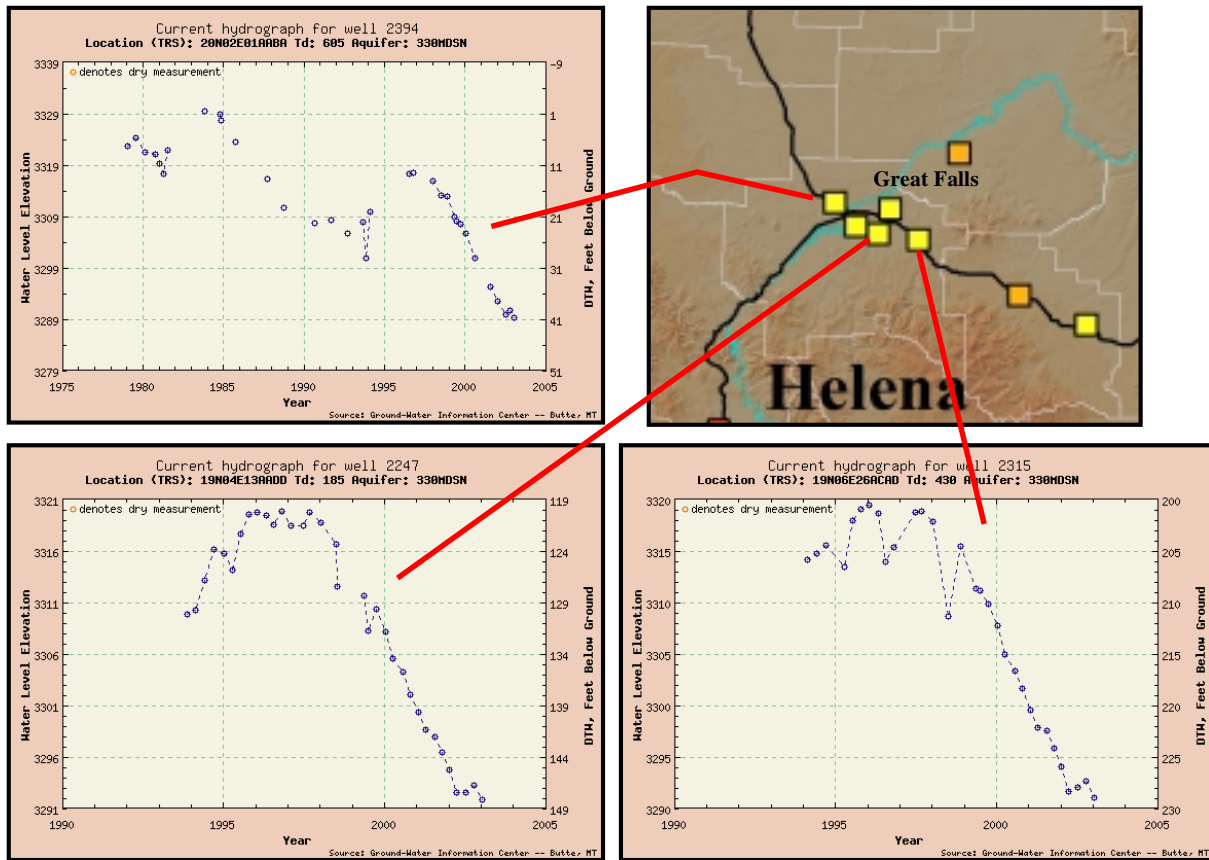 Current hydrograph for well 2394
Location (TRS): 20N02E01AABA Td: 605 Aquifer: 330MDSN
denotes dry measurement
Water Level Elevation
3339
3329
3319
3309
3299
3289
3279
-9
1
11
21
31
41
51
DTW, Feet Below Ground
1975 1980 1985 1990 1995 2000 2005
Year
Source: Ground-Water Information Center -- Butte, MT
Great Falls
Helena
Current hydrograph for well 2247
Location (TRS): 19N04E13AADD Td: 185 Aquifer: 330MDSN
denotes dry measurement
Water Level Elevation
3321
3316
3311
3306
3301
3296
3291
119
124
129
134
139
144
149
DTW, Feet Below Ground
1990 1995 2000 2005
Year
Source: Ground-Water Information Center -- Butte, MT
Current hydrograph for well 2315
Location (TRS): 19N06E26ACAD Td: 430 Aquifer: 330MDSN
denotes dry measurement
Water Level Elevation
3320
3315
3310
3305
3300
3295
3290
200
205
210
215
220
225
230
DTW, Feet Below Ground
1990 1995 2000 2005
Year
Source: Ground-Water Information Center -- Butte, MT